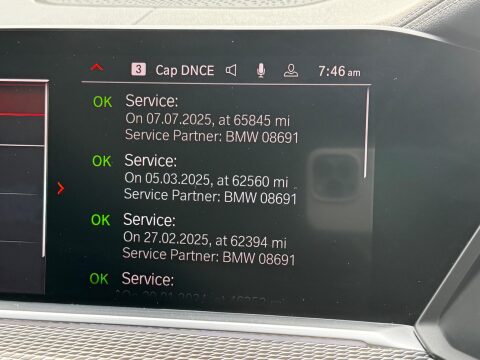 3 Cap DNCE 7:46 am
OK Service:
On 07.07.2025, at 65845 mi
Service Partner: BMW 08691
OK Service:
On 05.03.2025, at 62560 mi
Service Partner: BMW 08691
OK Service:
On 27.02.2025, at 62394 mi
Service Partner: BMW 08691
OK Service: